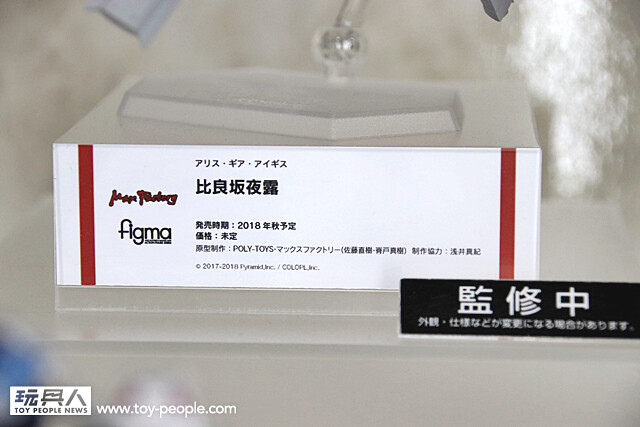 アリス・ギア・アイギス
比良坂夜露
Max Factory
figma
発売時期：2018年秋予定
価格：未定
原型制作：POLY-TOYS・マックスファクトリー(佐藤直樹・脊戸真樹) 制作協力：浅井真紀
© 2017-2018 Pyramid,Inc. / COLOPL,Inc.
監修中
外観・仕様などが変更になる場合があります。
玩具人
TOY PEOPLE NEWS
www.toy-people.com